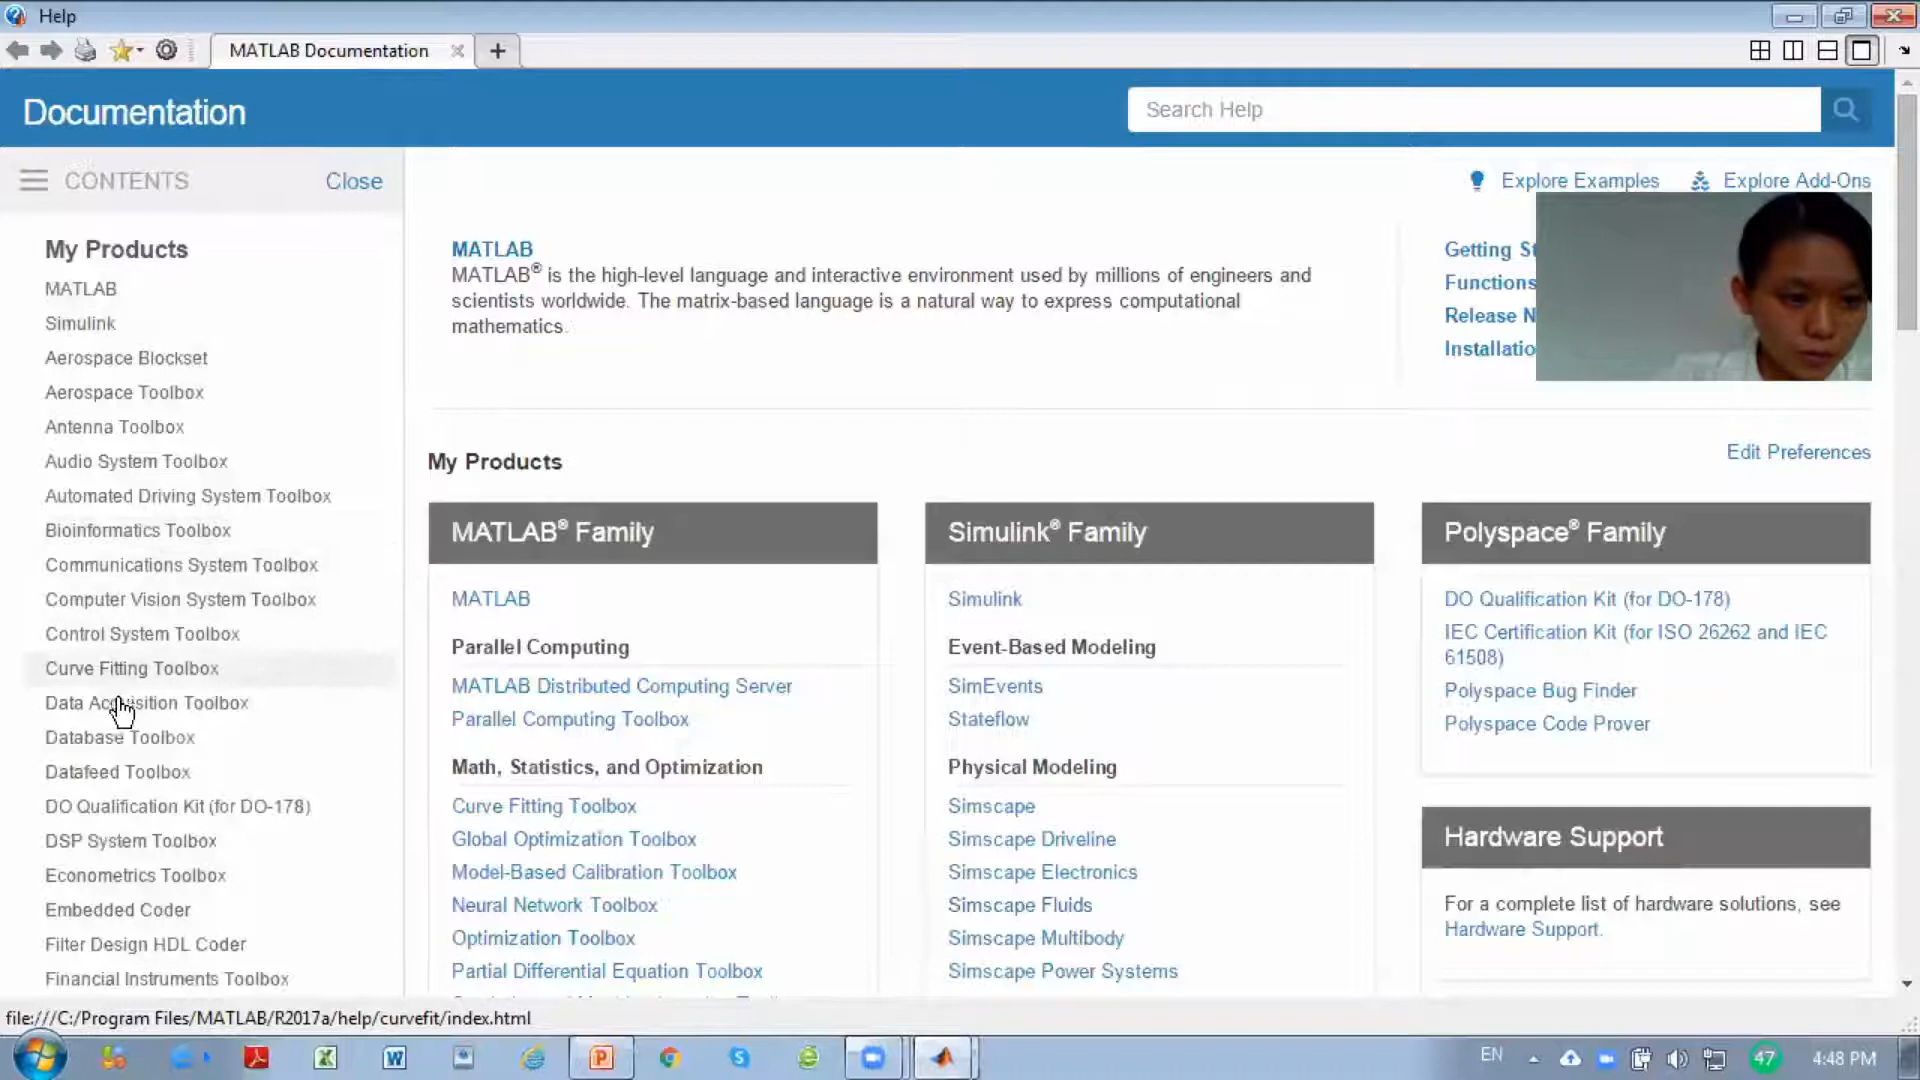 Help
MATLAB Documentation
Documentation
Search Help
CONTENTS
Close
Explore Examples
Explore Add-Ons
My Products
MATLAB
Simulink
Aerospace Blockset
Aerospace Toolbox
Antenna Toolbox
Audio System Toolbox
Automated Driving System Toolbox
Bioinformatics Toolbox
Communications System Toolbox
Computer Vision System Toolbox
Control System Toolbox
Curve Fitting Toolbox
Data Acquisition Toolbox
Database Toolbox
Datafeed Toolbox
DO Qualification Kit (for DO-178)
DSP System Toolbox
Econometrics Toolbox
Embedded Coder
Filter Design HDL Coder
Financial Instruments Toolbox
MATLAB
MATLAB® is the high-level language and interactive environment used by millions of engineers and
scientists worldwide. The matrix-based language is a natural way to express computational
mathematics.
Getting
Functions
Release
My Products
Edit Preferences
MATLAB® Family
MATLAB
Parallel Computing
MATLAB Distributed Computing Server
Parallel Computing Toolbox
Math, Statistics, and Optimization
Curve Fitting Toolbox
Global Optimization Toolbox
Model-Based Calibration Toolbox
Neural Network Toolbox
Optimization Toolbox
Partial Differential Equation Toolbox
Simulink® Family
Simulink
Event-Based Modeling
SimEvents
Stateflow
Physical Modeling
Simscape
Simscape Driveline
Simscape Electronics
Simscape Fluids
Simscape Multibody
Simscape Power Systems
Polyspace® Family
DO Qualification Kit (for DO-178)
IEC Certification Kit (for ISO 26262 and IEC
61508)
Polyspace Bug Finder
Polyspace Code Prover
Hardware Support
For a complete list of hardware solutions, see
Hardware Support.
file:///C:/Program Files/MATLAB/R2017a/help/curvefit/index.html
EN
47
4:48 PM